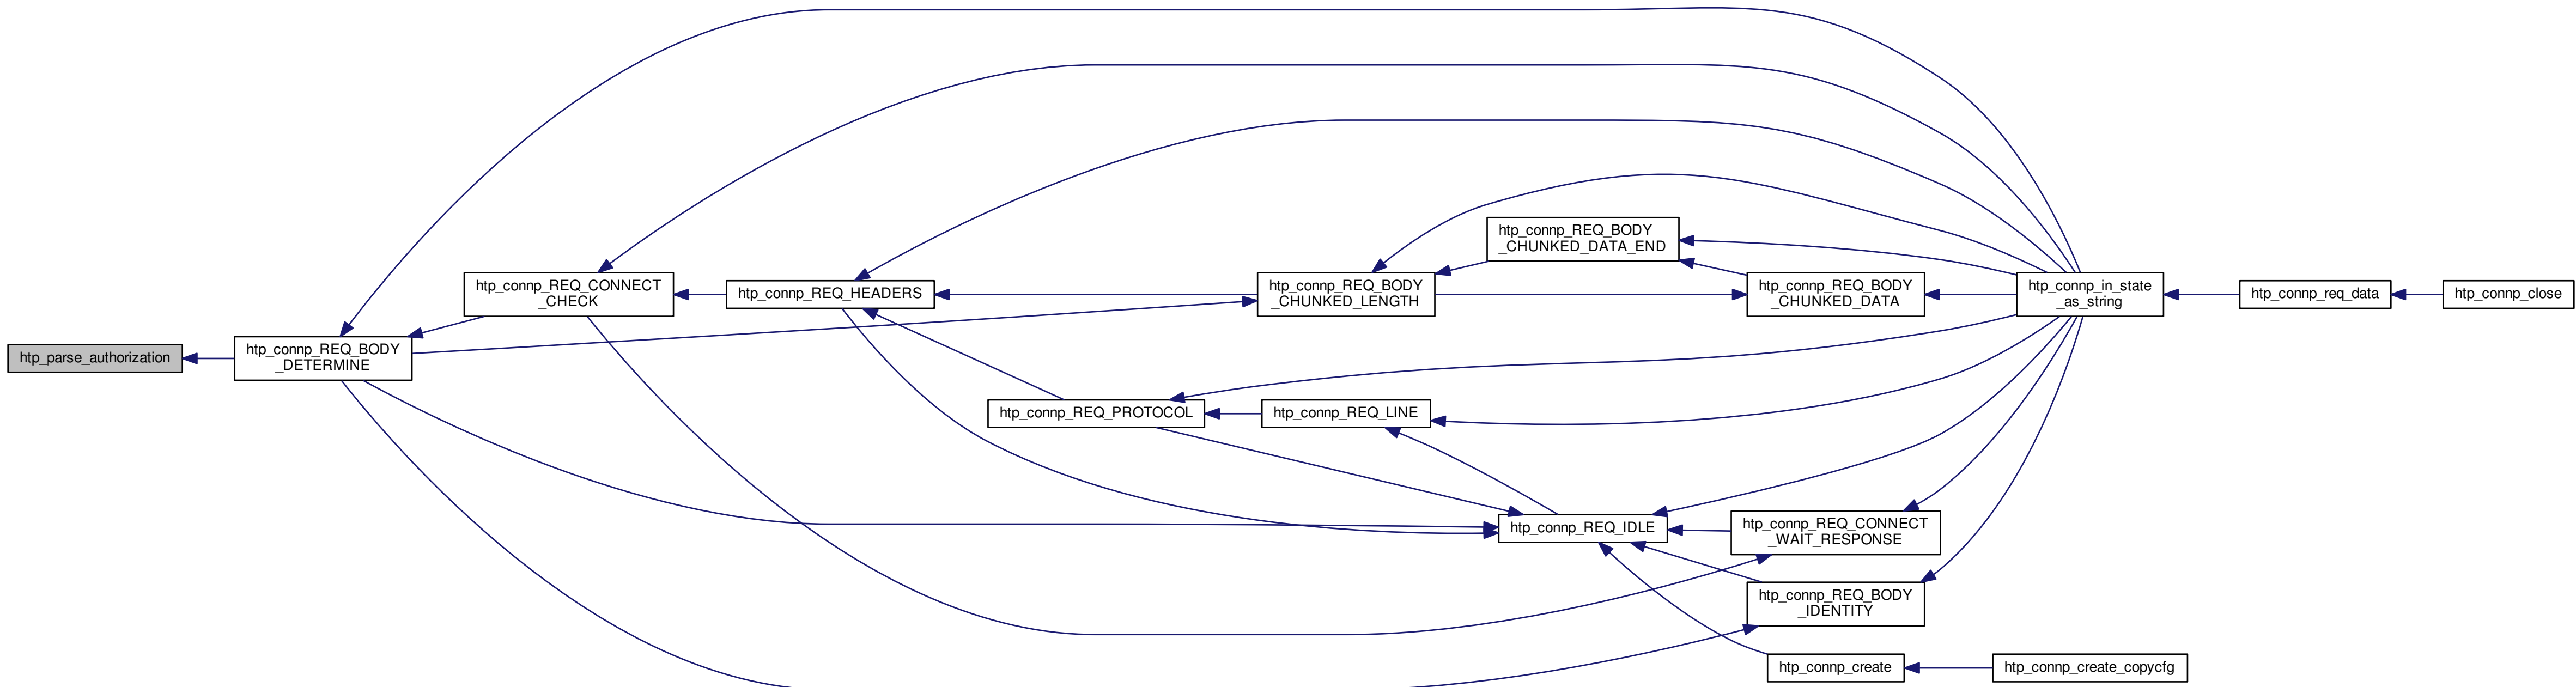 htp_parse_authorization
htp_connp_REQ_BODY
_DETERMINE
htp_connp_REQ_CONNECT
_CHECK
htp_connp_REQ_HEADERS
htp_connp_REQ_BODY
_CHUNKED_LENGTH
htp_connp_REQ_BODY
_CHUNKED_DATA_END
htp_connp_REQ_BODY
_CHUNKED_DATA
htp_connp_in_state
_as_string
htp_connp_req_data
htp_connp_close
htp_connp_REQ_PROTOCOL
htp_connp_REQ_LINE
htp_connp_REQ_IDLE
htp_connp_REQ_CONNECT
_WAIT_RESPONSE
htp_connp_REQ_BODY
_IDENTITY
htp_connp_create
htp_connp_create_copycfg